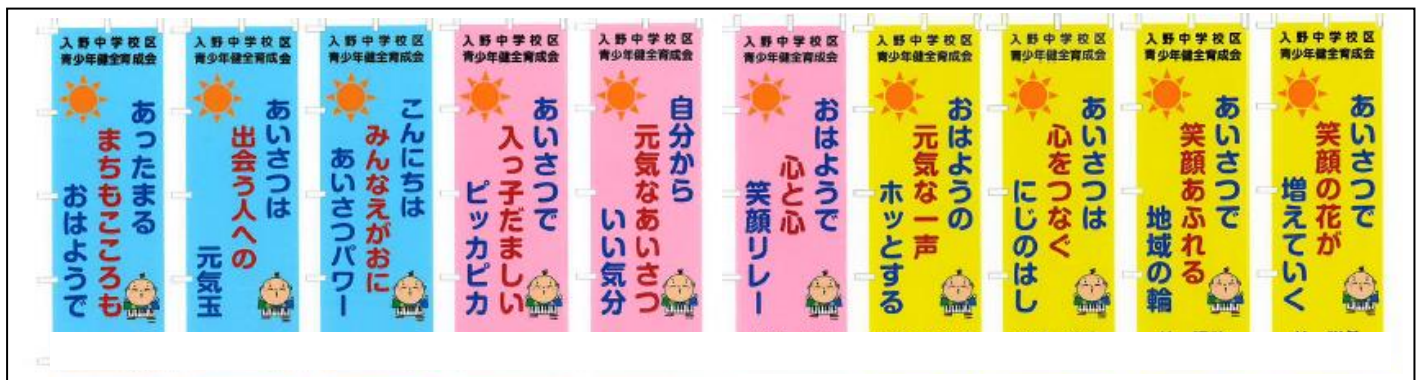 入野中学校区
青少年健全育成会
あったまる
まちもこころも
おはようで
入野中学校区
青少年健全育成会
あいさつは
出会う人への
元気玉
入野中学校区
青少年健全育成会
こんにちは
みんなえがおに
あいさつパワー
入野中学校区
青少年健全育成会
あいさつで
入っ子だましい
ピッカピカ
入野中学校区
青少年健全育成会
自分から
元気なあいさつ
いい気分
入野中学校区
青少年健全育成会
おはようで
心と心
笑顔リレー
入野中学校区
青少年健全育成会
おはようの
元気な一声
ホッとする
入野中学校区
青少年健全育成会
あいさつは
心をつなぐ
にじのはし
入野中学校区
青少年健全育成会
あいさつで
笑顔あふれる
地域の輪
入野中学校区
青少年健全育成会
あいさつで
笑顔の花が
増えていく